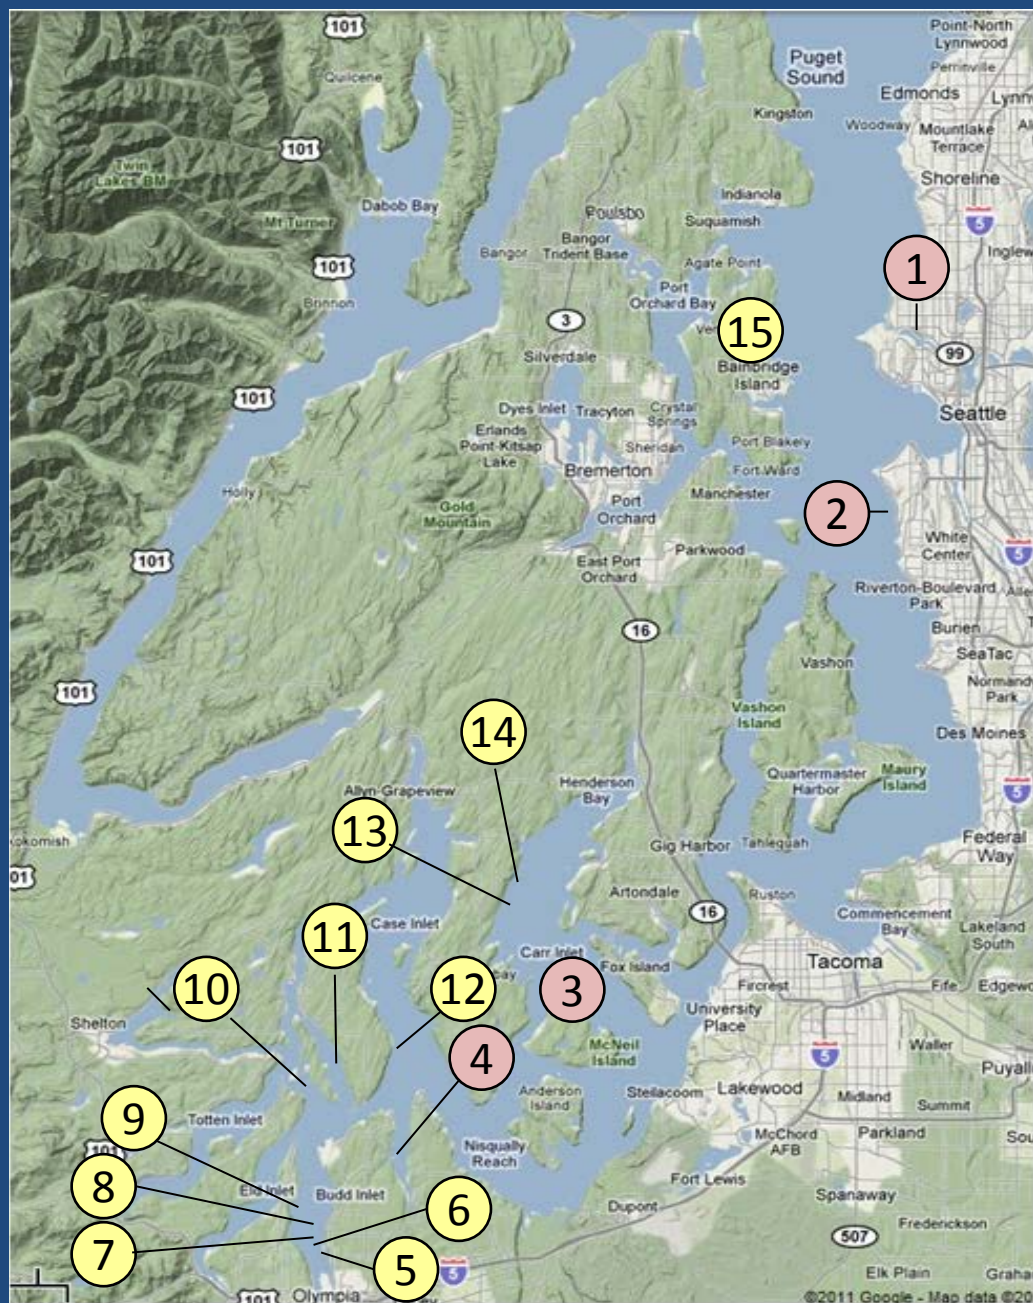 101
Point-North
Lynnwood
Puget
Sound
Quilcene
Perrinville
Edmonds
Kingston
Woodway
Mountlake
Terrace
101
Twin
Lakes BM
Shoreline
Indianola
Dabob Bay
Poulsbo
Suquamish
5
Mt Turner
Bangor
Bangor
Trident Base
Agate Point
1
101
Port
Orchard Bay
Brinnon
3
15
99
Silverdale
Bainbridge
Island
101
Dyes Inlet
Tracyton
Crystal
Springs
Seattle
Erlands
Point-Kitsap
Lake
Sheridan
Port Blakely
Bremerton
Fort Ward
Holly
Manchester
Gold
Mountain
Port
Orchard
2
White
Center
Parkwood
5
101
East Port
Orchard
Riverton-Boulevard
Park
16
Burien
SeaTac
Vashon
101
Normandy
Park
14
Vashon
Island
Des Moines
Quartermaster
Harbor
Maury
Island
Henderson
Bay
Allyn-Grapeview
5
13
Gig Harbor
Tahlequah
Federal
Way
Artondale
Ruston
16
Commencement
Bay
Case Inlet
Lakeland
South
11
Carr Inlet
Fox Island
Tacoma
10
12
3
Fircrest
Fife
University
Place
Shelton
4
McNeil
Island
5
Waller
Anderson
Island
Steilacoom
Lakewood
Midland
Summit
9
Totten Inlet
101
Nisqually
Reach
McChord
AFB
Parkland
8
Eld Inlet
Budd Inlet
6
Fort Lewis
Spanaway
Dupont
7
507
Frederickson
5
5
Elk Plain
101
Olympia
©2011 Google - Map data ©20